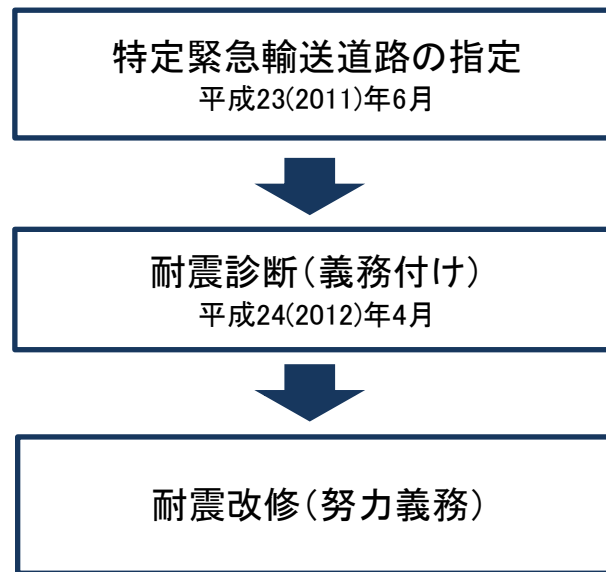 特定緊急輸送道路の指定
平成23(2011)年6月
耐震診断(義務付け)
平成24(2012)年4月
耐震改修(努力義務)